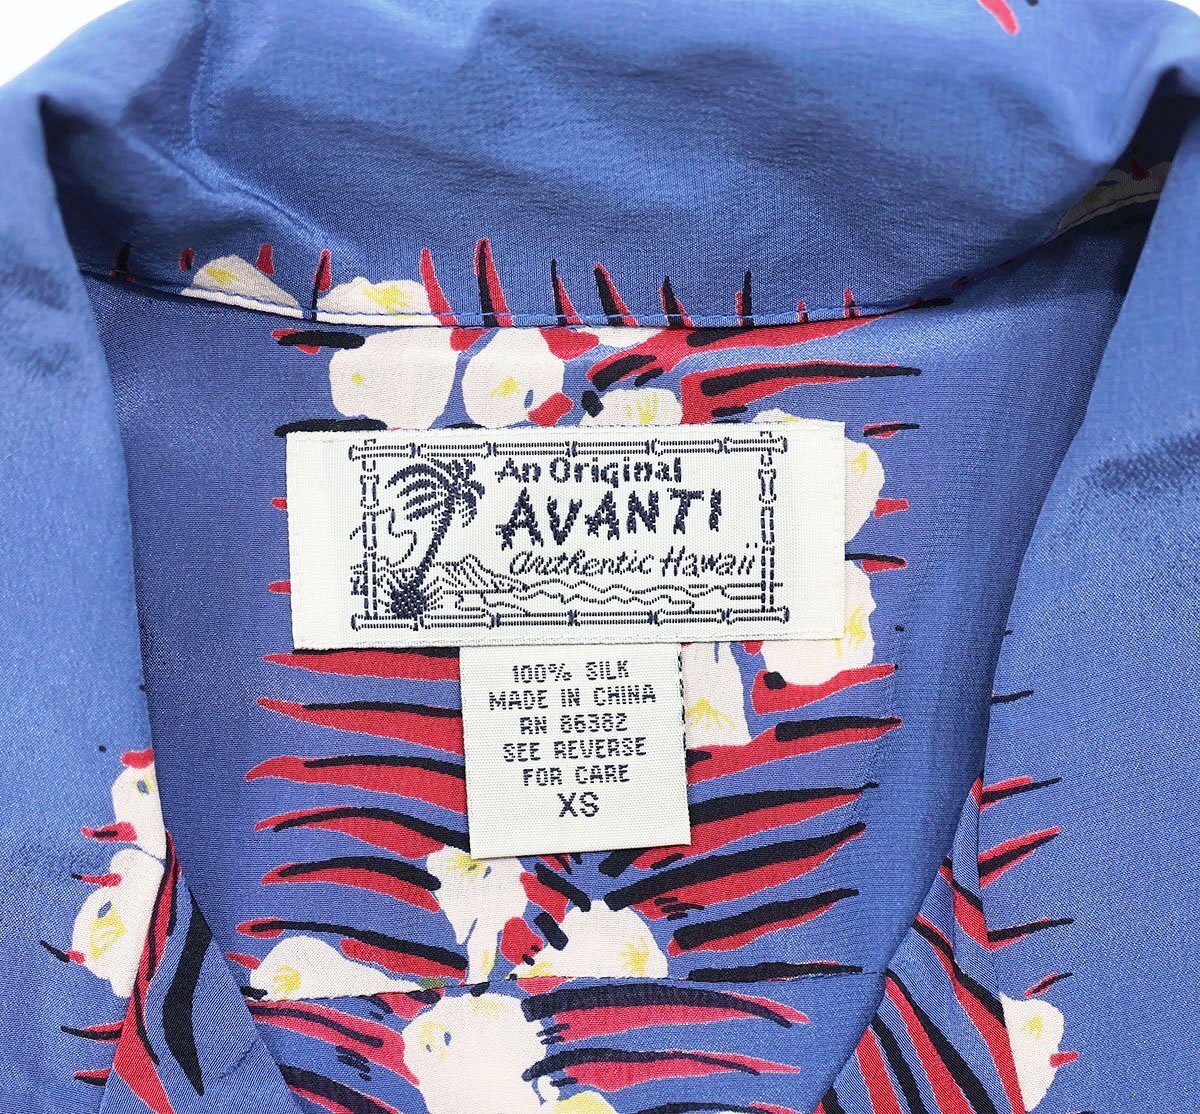 An Original
AVANTI
authentic Hawaii
100% SILK
MADE IN CHINA
RN 86382
SEE REVERSE
FOR CARE
XS